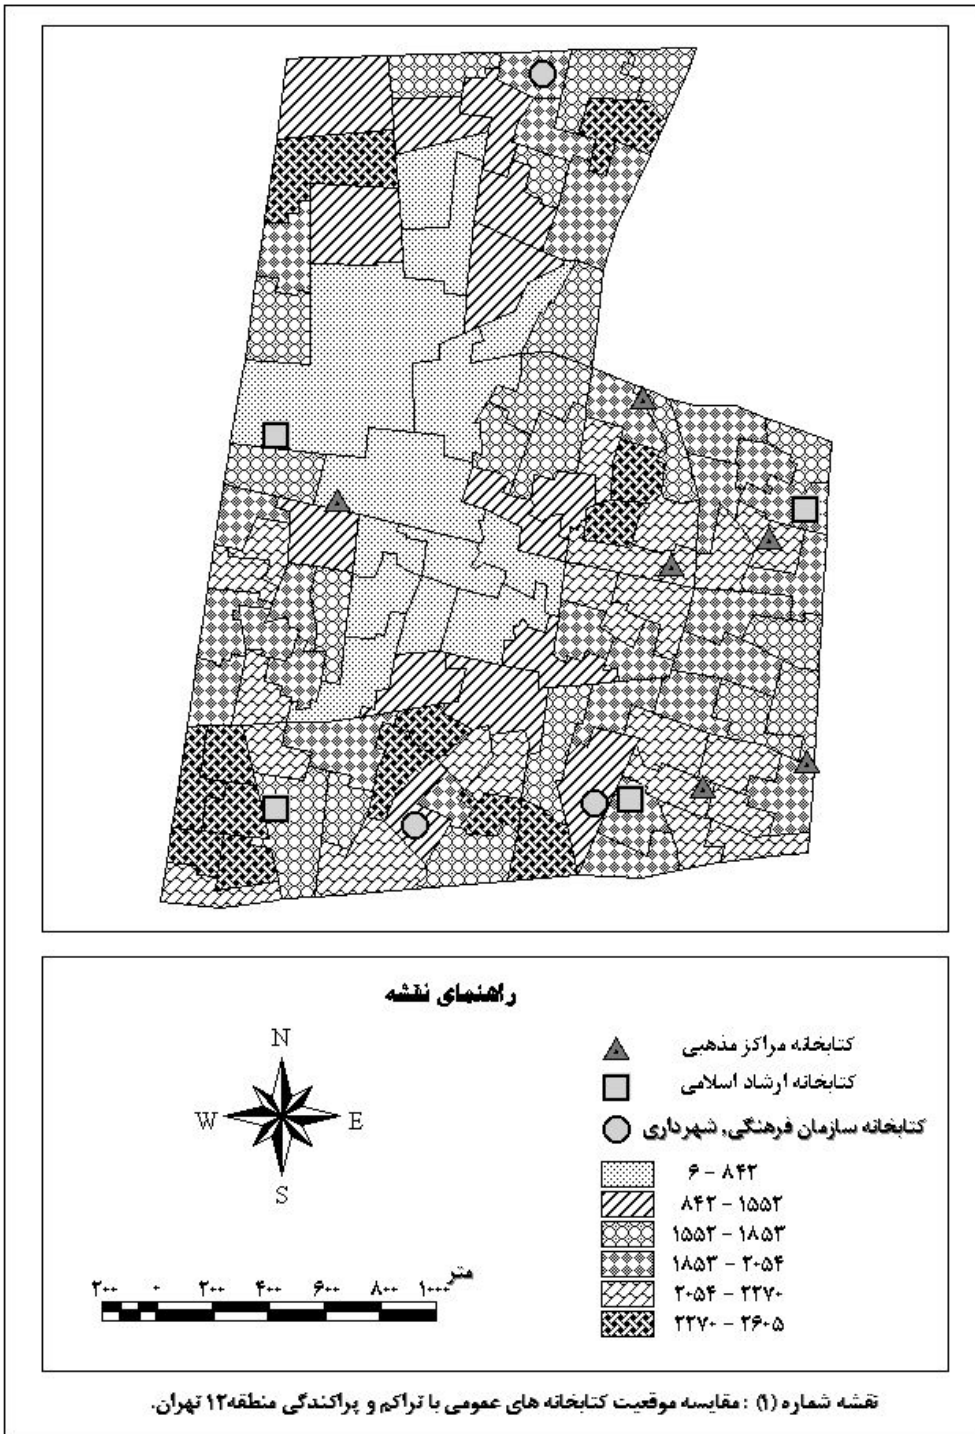 راهنمای نقشه
N
W E
S
کتابخانه مراکز مذهبی
کتابخانه ارشاد اسلامی
کتابخانه سازمان فرهنگی, شهرداری
۶ - ۸۴۲
۸۴۲ - ۱۵۵۲
۱۵۵۲ - ۱۸۵۳
۱۸۵۳ - ۲۰۵۴
۲۰۵۴ - ۲۲۷۰
۲۲۷۰ - ۲۶۰۵
۲۰۰ ۰ ۲۰۰ ۴۰۰ ۶۰۰ ۸۰۰ ۱۰۰۰ متر
نقشه شماره (۱) : مقایسه موقعیت کتابخانه های عمومی با تراکم و پراکندگی منطقه۱۲ تهران.